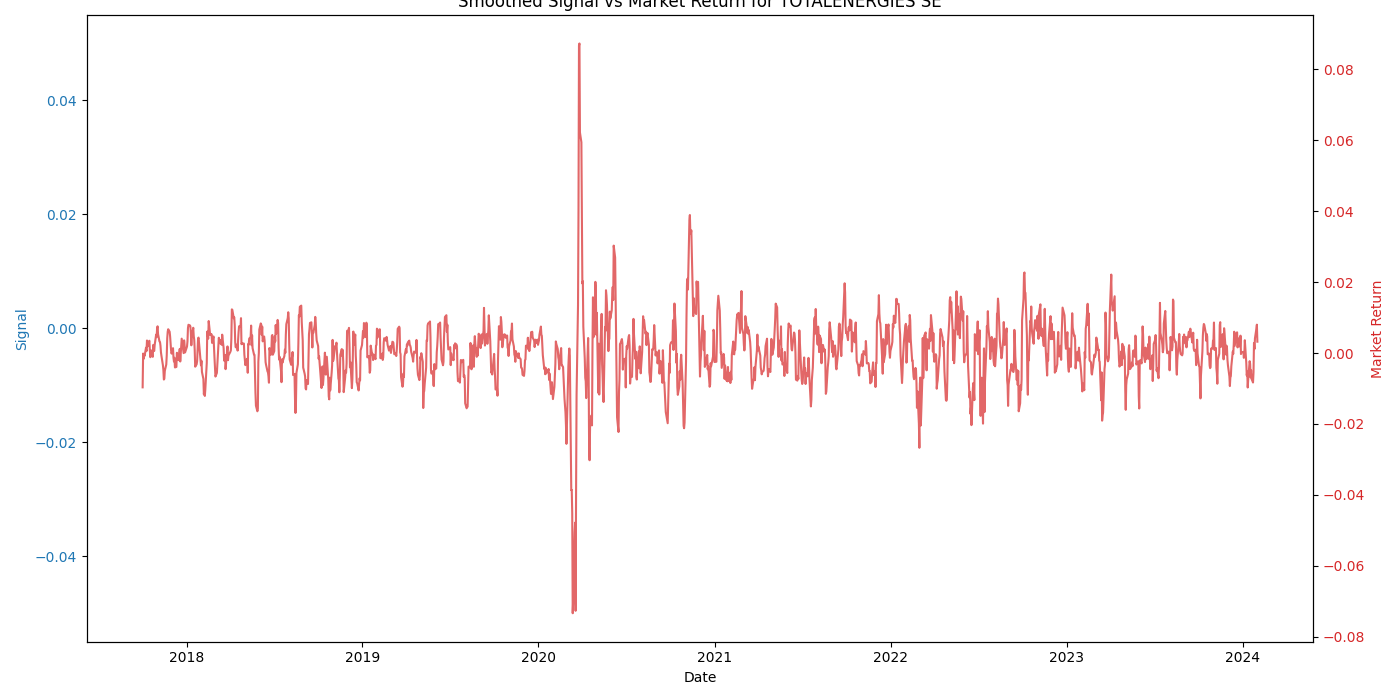 Smoothed Signal vs Market Return for TOTALENERGIES SE
0.04
0.02
0.00
−0.02
−0.04
Signal
0.08
0.06
0.04
0.02
0.00
−0.02
−0.04
−0.06
−0.08
Market Return
2018 2019 2020 2021 2022 2023 2024
Date